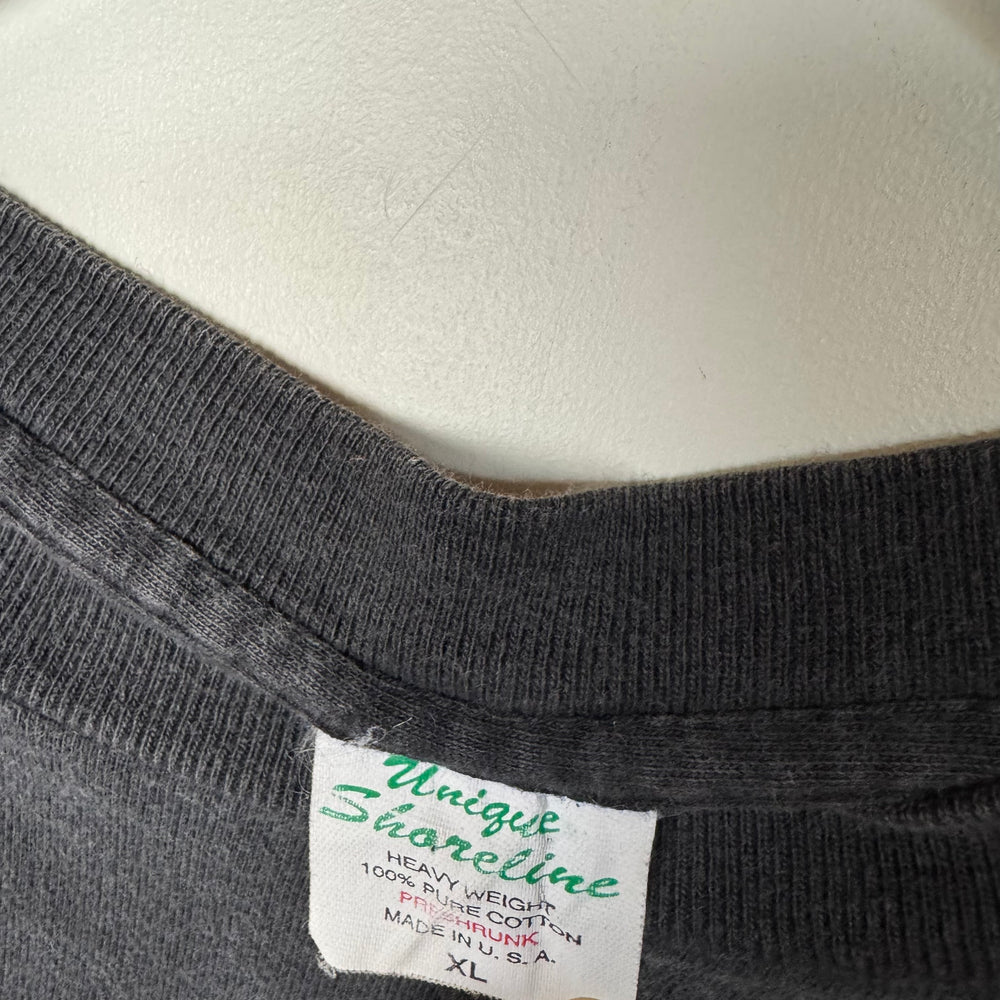 Unique
Shoreline
HEAVY WEIGHT
100% PURE COTTON
PRESHRUNK
MADE IN U. S. A.
XL